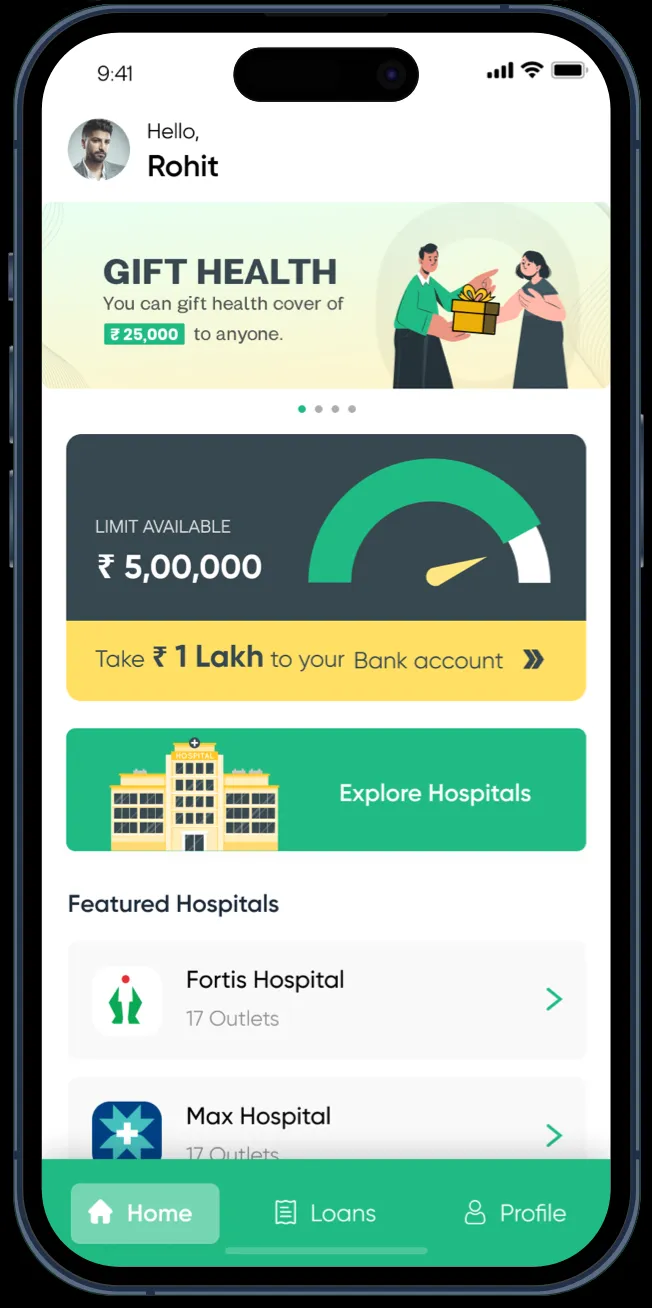 9:41
Hello,
Rohit
GIFT HEALTH
You can gift health cover of
₹ 25,000 to anyone.
LIMIT AVAILABLE
₹ 5,00,000
Take ₹ 1 Lakh to your Bank account
HOSPITAL
Explore Hospitals
Featured Hospitals
Fortis Hospital
17 Outlets
Max Hospital
17 Outlets
Home
Loans
Profile